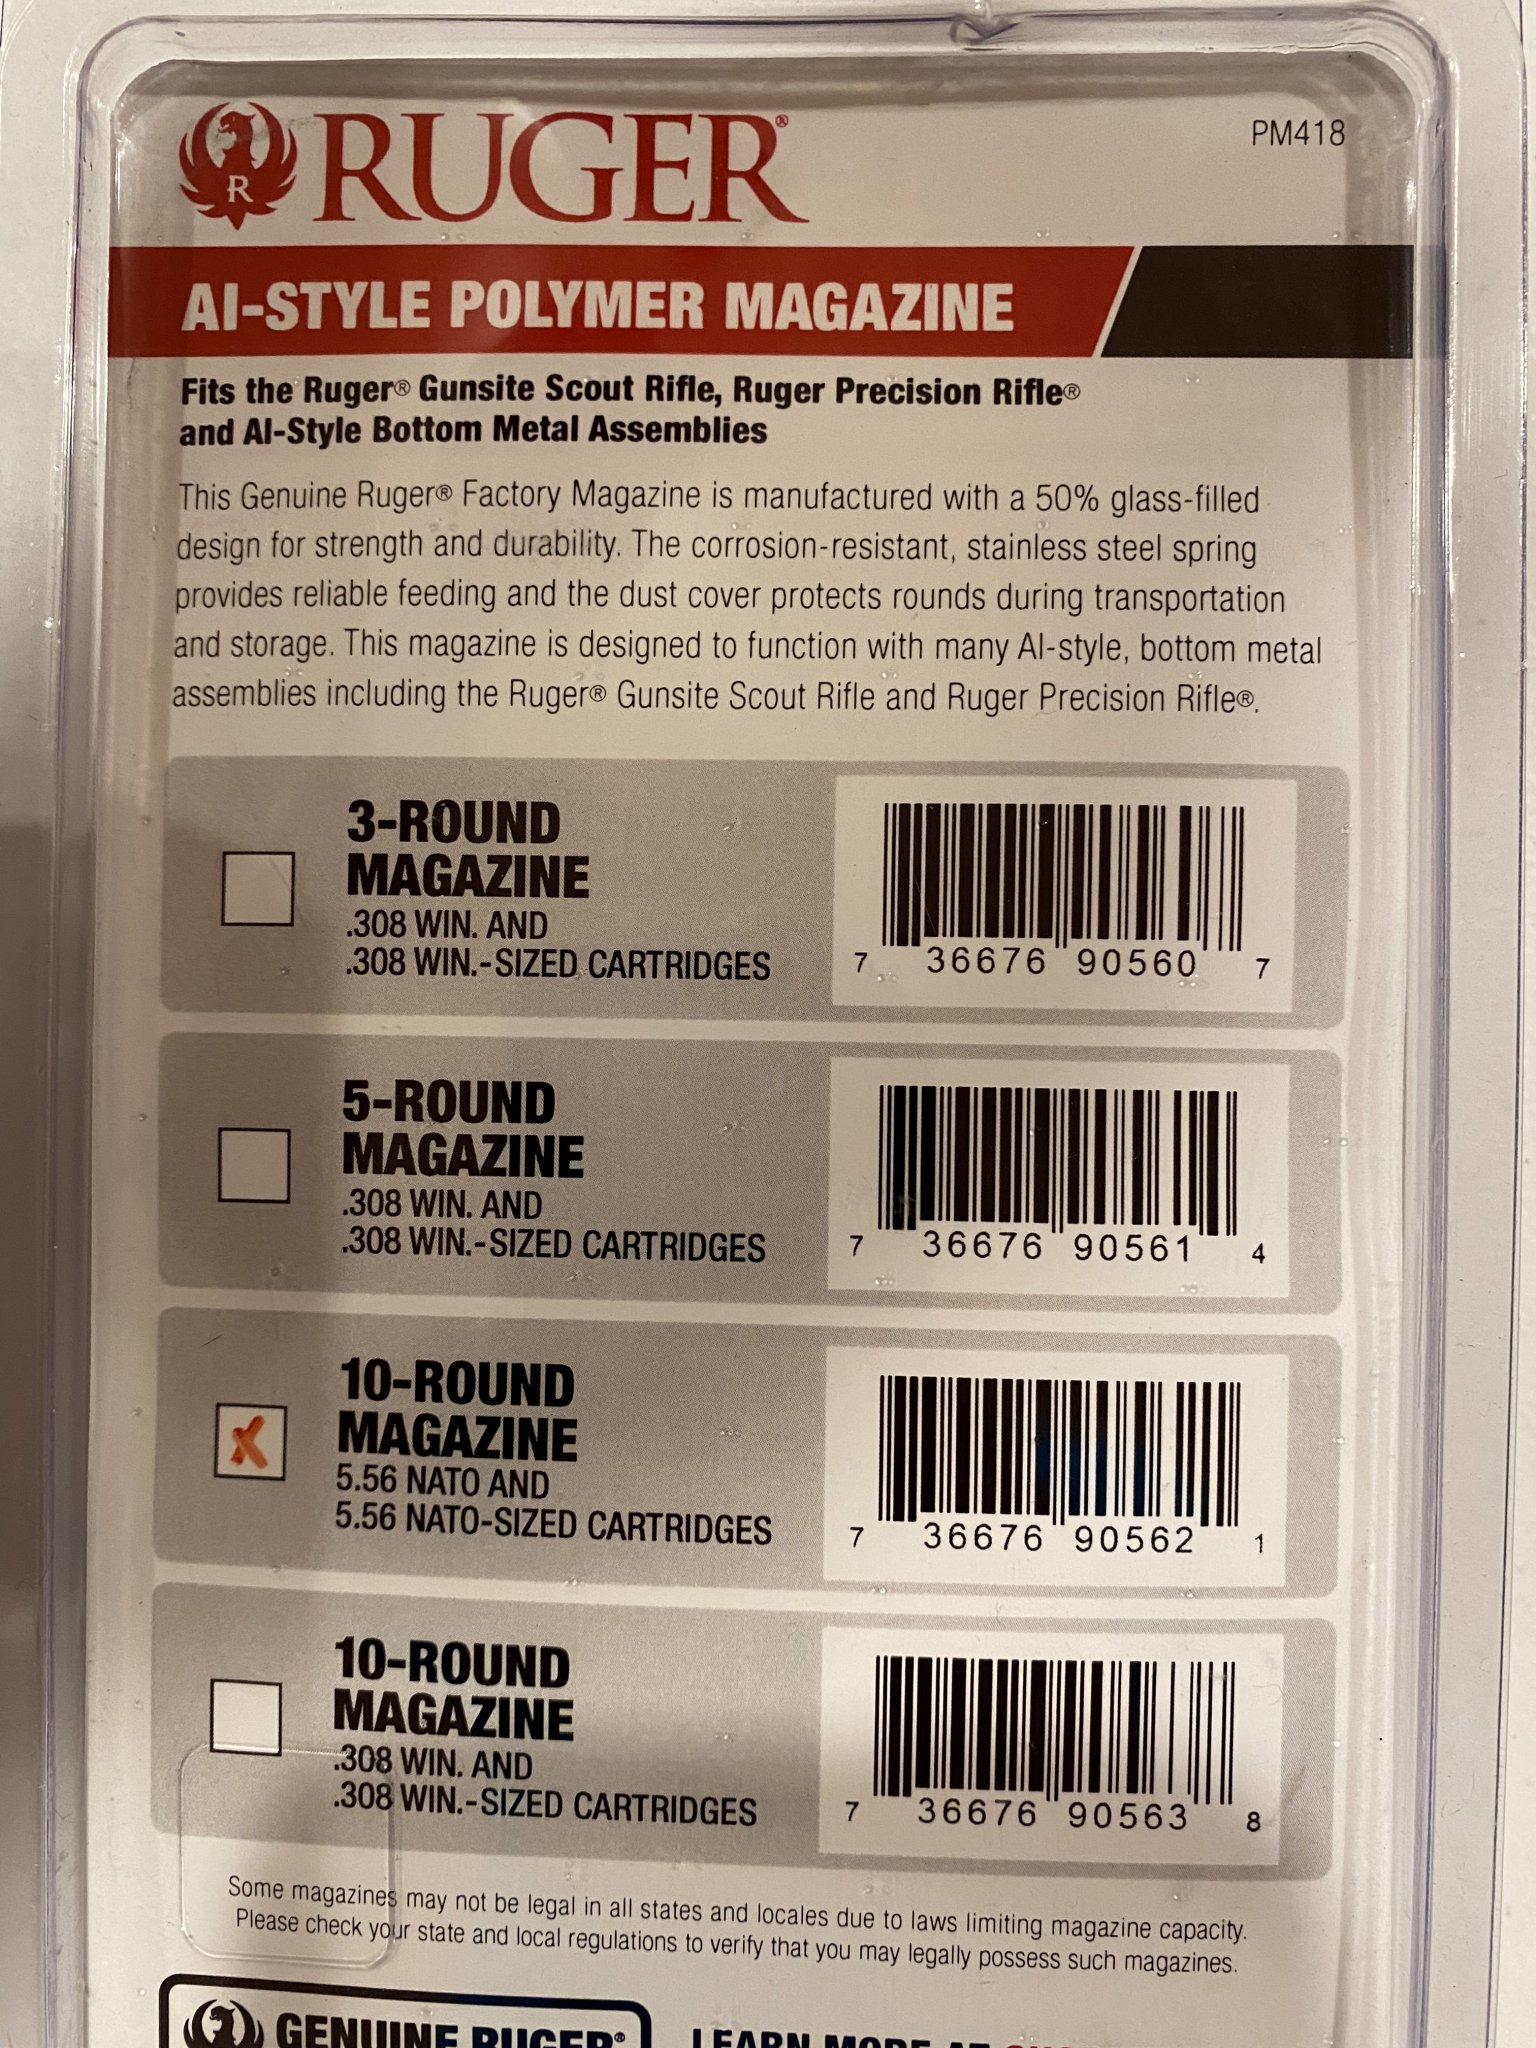 R RUGER®
PM418
AI-STYLE POLYMER MAGAZINE
Fits the Ruger® Gunsite Scout Rifle, Ruger Precision Rifle®
and AI-Style Bottom Metal Assemblies
This Genuine Ruger® Factory Magazine is manufactured with a 50% glass-filled
design for strength and durability. The corrosion-resistant, stainless steel spring
provides reliable feeding and the dust cover protects rounds during transportation
and storage. This magazine is designed to function with many AI-style, bottom metal
assemblies including the Ruger® Gunsite Scout Rifle and Ruger Precision Rifle®.
3-ROUND
MAGAZINE
.308 WIN. AND
.308 WIN.-SIZED CARTRIDGES
7 36676 90560 7
5-ROUND
MAGAZINE
.308 WIN. AND
.308 WIN.-SIZED CARTRIDGES
7 36676 90561 4
10-ROUND
MAGAZINE
5.56 NATO AND
5.56 NATO-SIZED CARTRIDGES
7 36676 90562 1
10-ROUND
MAGAZINE
.308 WIN. AND
.308 WIN.-SIZED CARTRIDGES
7 36676 90563 8
Some magazines may not be legal in all states and locales due to laws limiting magazine capacity.
Please check your state and local regulations to verify that you may legally possess such magazines.
GENUINE RUGER®
LEARN MORE AT